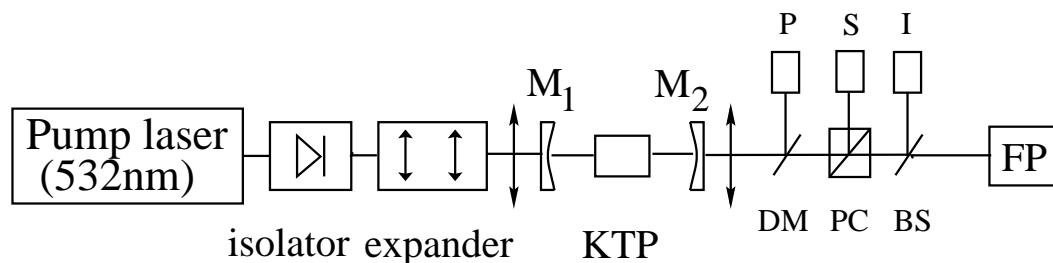 P S I
M1 M2
Pump laser
(532nm)
FP
DM PC BS
isolator expander KTP